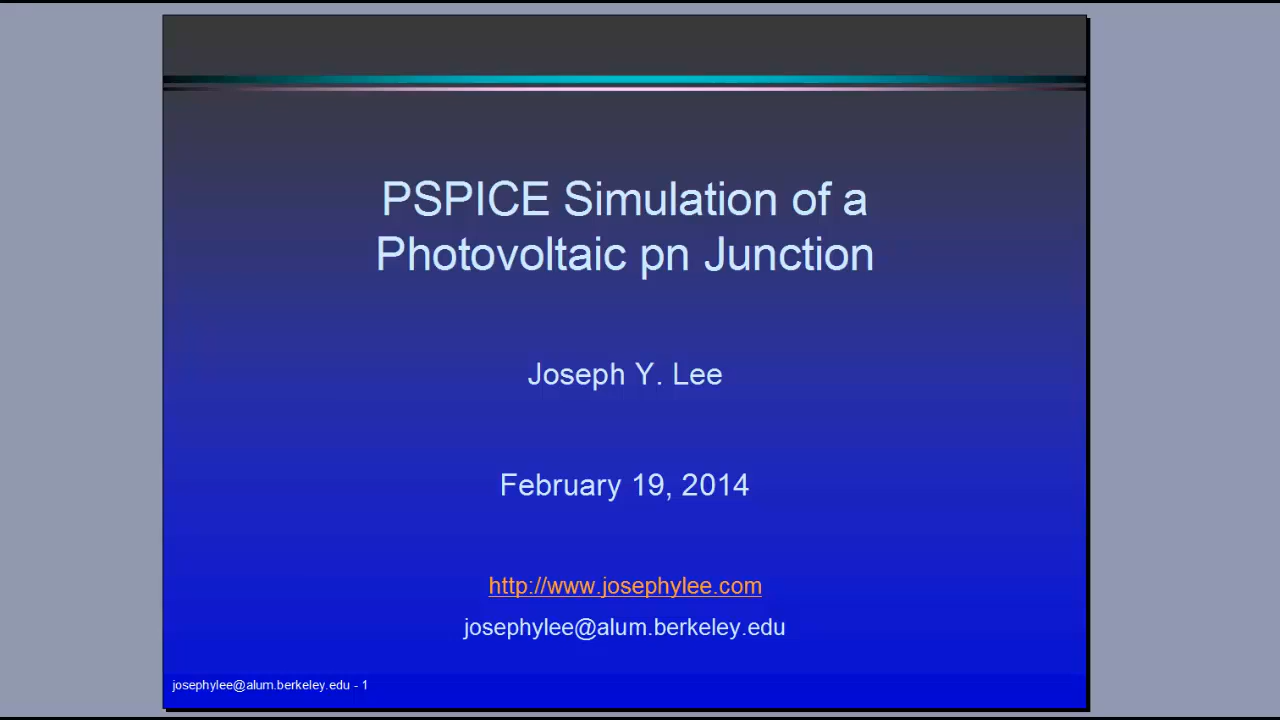 PSPICE Simulation of a
Photovoltaic pn Junction
Joseph Y. Lee
February 19, 2014
http://www.josephylee.com
josephylee@alum.berkeley.edu
josephylee@alum.berkeley.edu - 1